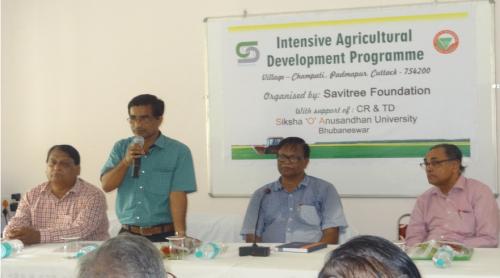 Intensive Agricultural
Development Programme
Village - Champati, Padmapur, Cuttack - 754200
Organised by: Savitree Foundation
With support of : CR & TD
Siksha 'O' Anusandhan University
Bhubaneswar